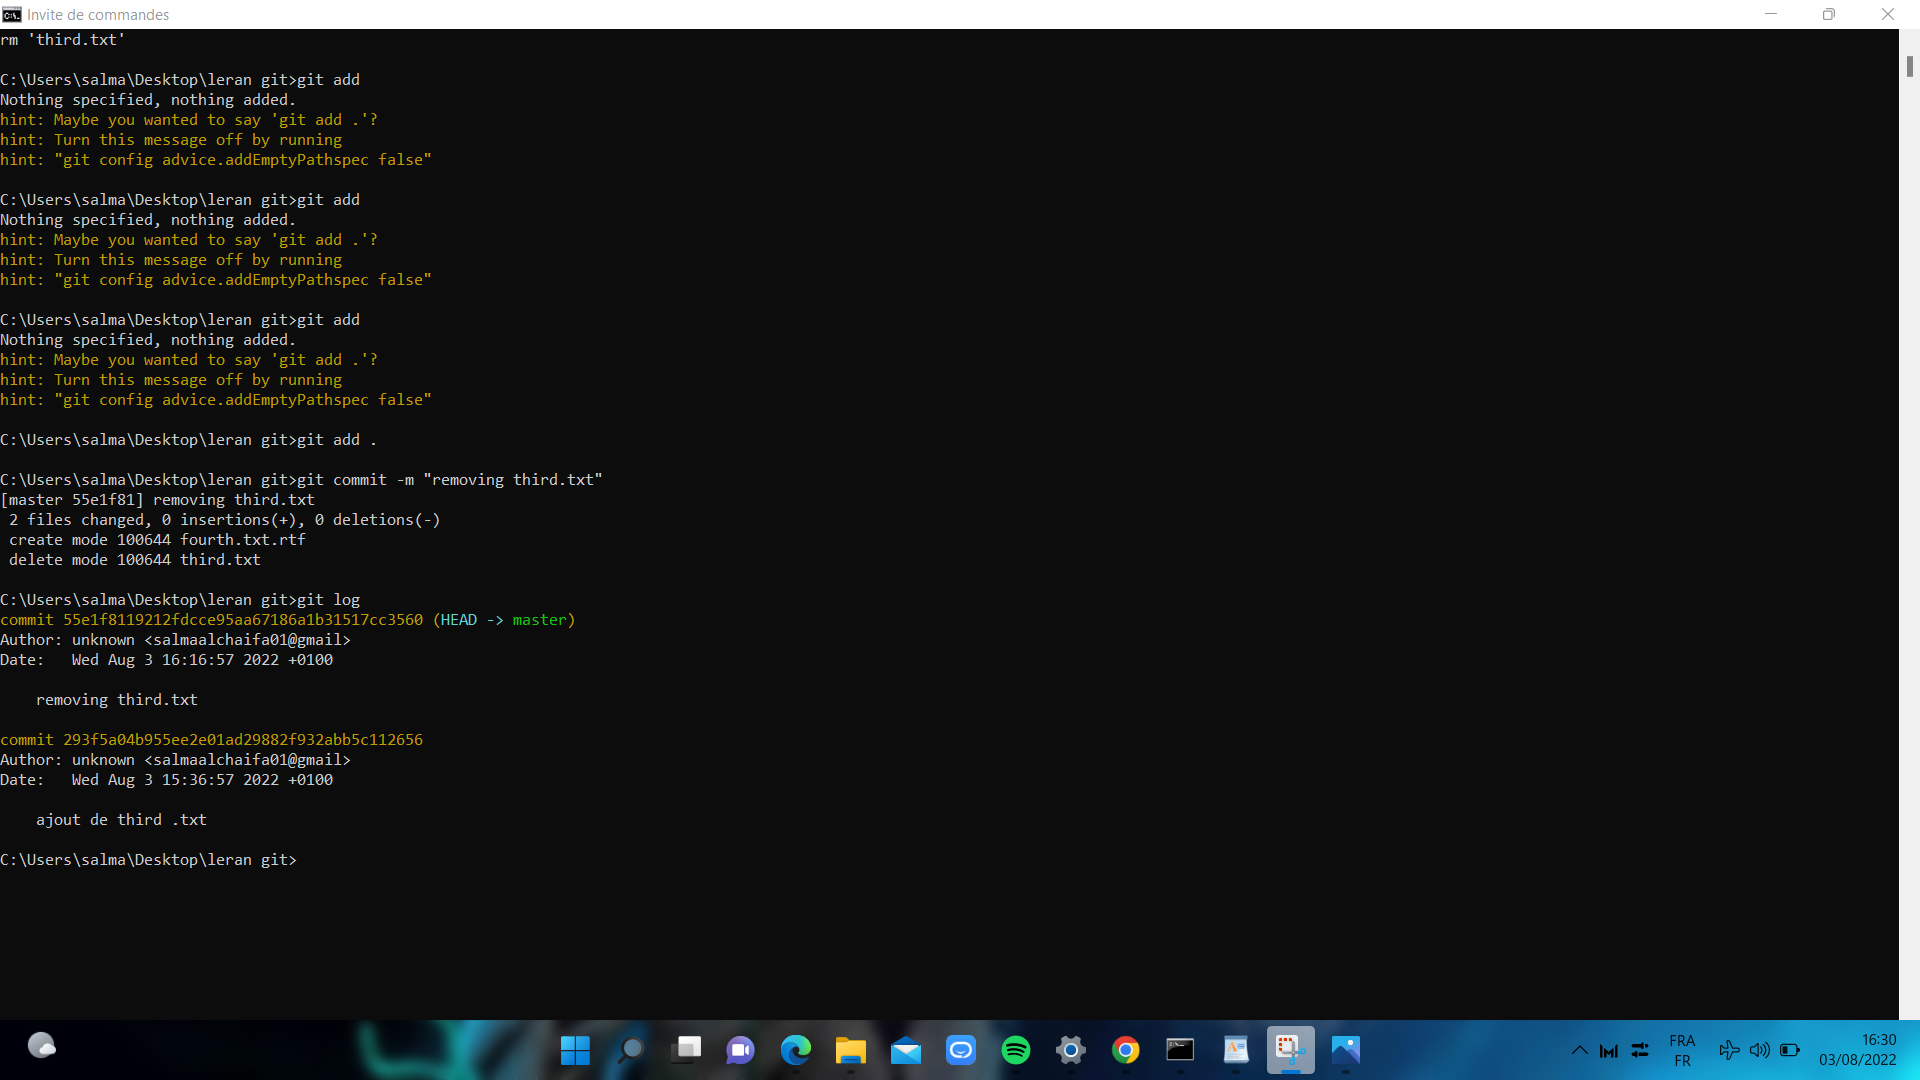 Invite de commandes
rm 'third.txt'
C:\Users\salma\Desktop\leran git>git add
Nothing specified, nothing added.
hint: Maybe you wanted to say 'git add .'?
hint: Turn this message off by running
hint: "git config advice.addEmptyPathspec false"
C:\Users\salma\Desktop\leran git>git add
Nothing specified, nothing added.
hint: Maybe you wanted to say 'git add .'?
hint: Turn this message off by running
hint: "git config advice.addEmptyPathspec false"
C:\Users\salma\Desktop\leran git>git add
Nothing specified, nothing added.
hint: Maybe you wanted to say 'git add .'?
hint: Turn this message off by running
hint: "git config advice.addEmptyPathspec false"
C:\Users\salma\Desktop\leran git>git add .
C:\Users\salma\Desktop\leran git>git commit -m "removing third.txt"
[master 55e1f81] removing third.txt
 2 files changed, 0 insertions(+), 0 deletions(-)
 create mode 100644 fourth.txt.rtf
 delete mode 100644 third.txt
C:\Users\salma\Desktop\leran git>git log
commit 55e1f8119212fdcce95aa67186a1b31517cc3560 (HEAD -> master)
Author: unknown <salmaalchaifa01@gmail>
Date:   Wed Aug 3 16:16:57 2022 +0100
    removing third.txt
commit 293f5a04b955ee2e01ad29882f932abb5c112656
Author: unknown <salmaalchaifa01@gmail>
Date:   Wed Aug 3 15:36:57 2022 +0100
    ajout de third .txt
C:\Users\salma\Desktop\leran git>
FRA
FR
16:30
03/08/2022